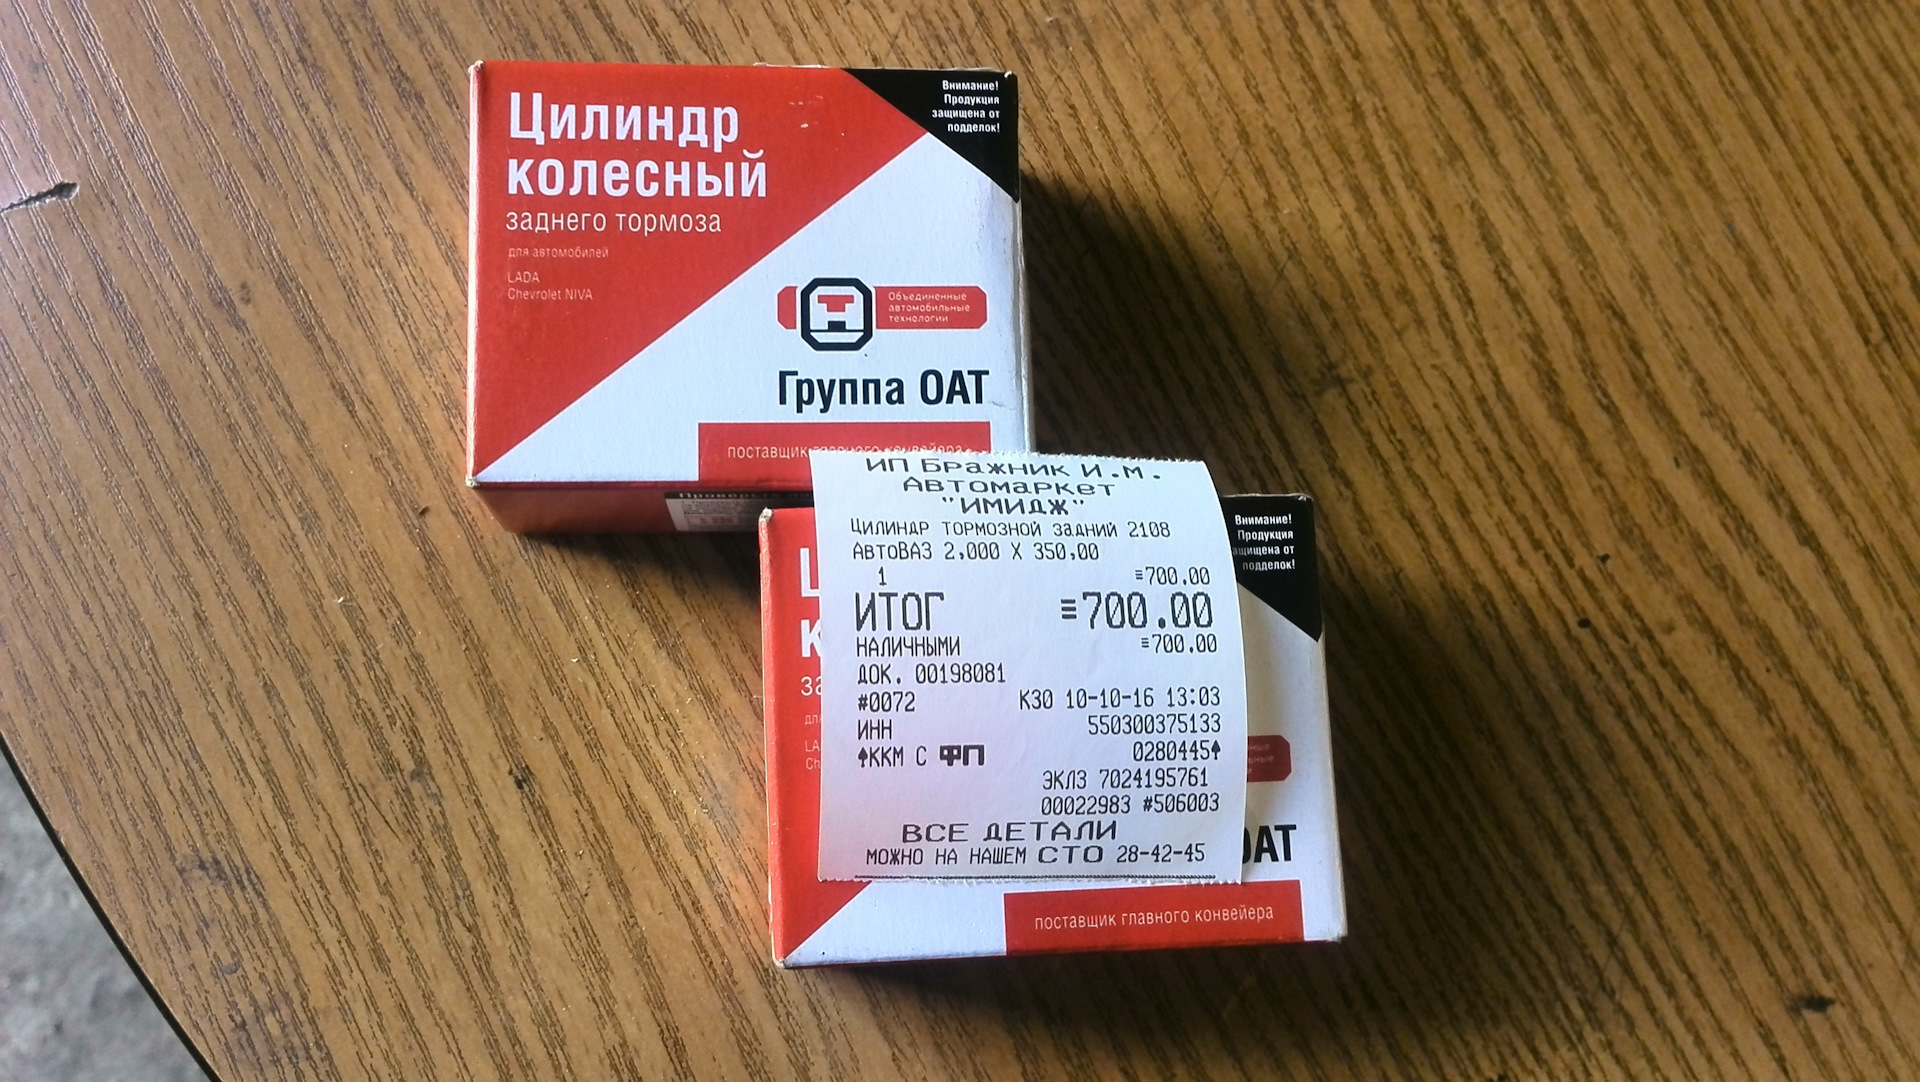 Цилиндр
колесный
заднего тормоза
для автомобилей
LADA
Chevrolet NIVA
Внимание!
Продукция
защищена от
подделок!
Объединенные
автомобильные
технологии
Группа ОАТ
поставщик главного конвейера
ИП Бражник И.М.
Автомаркет
"ИМИДЖ"
ЦИЛИНДР ТОРМОЗНОЙ ЗАДНИЙ 2108
АвтоВАЗ 2,000 X 350,00
1 ≡700.00
ИТОГ ≡700.00
НАЛИЧНЫМИ ≡700.00
ДОК. 00198081
#0072 К30 10-10-16 13:03
ИНН 550300375133
ККМ С ФП 0280445
ЭКЛЗ 7024195761
00022983 #506003
ВСЕ ДЕТАЛИ
МОЖНО НА НАШЕМ СТО 28-42-45
Внимание!
Продукция
ащищена от
подделок!
ОАТ
поставщик главного конвейера